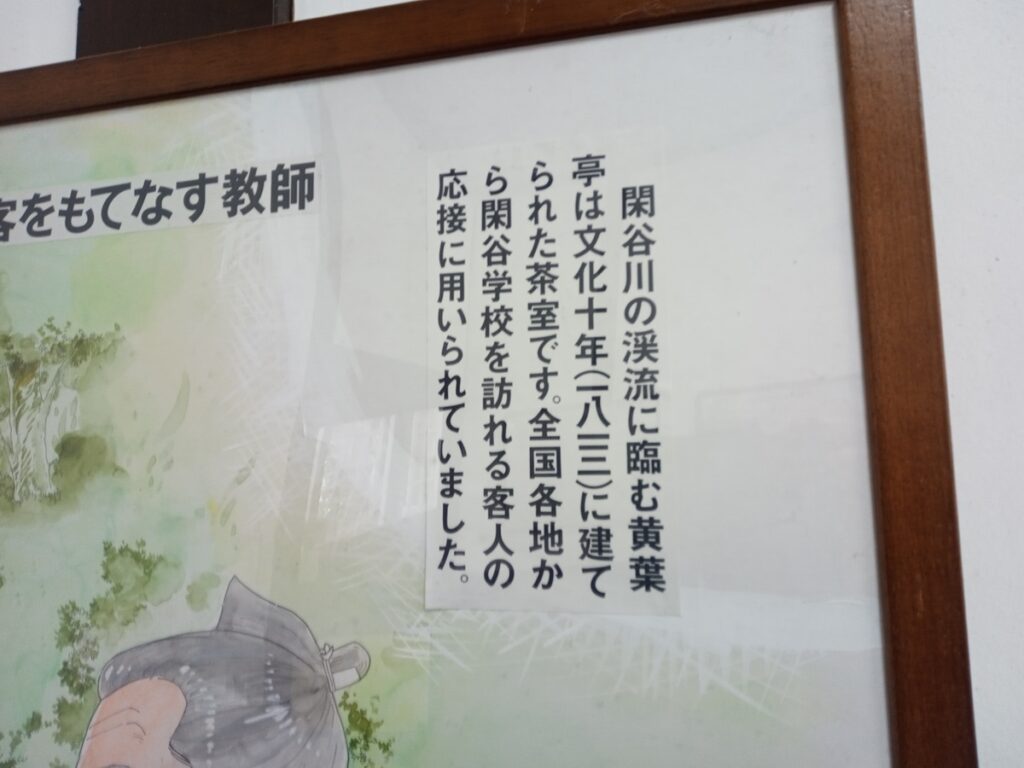 閑谷川の渓流に臨む黄葉
亭は文化十年(一八一三)に建て
られた茶室です。全国各地か
ら閑谷学校を訪れる客人の
応接に用いられていました。
客をもてなす教師